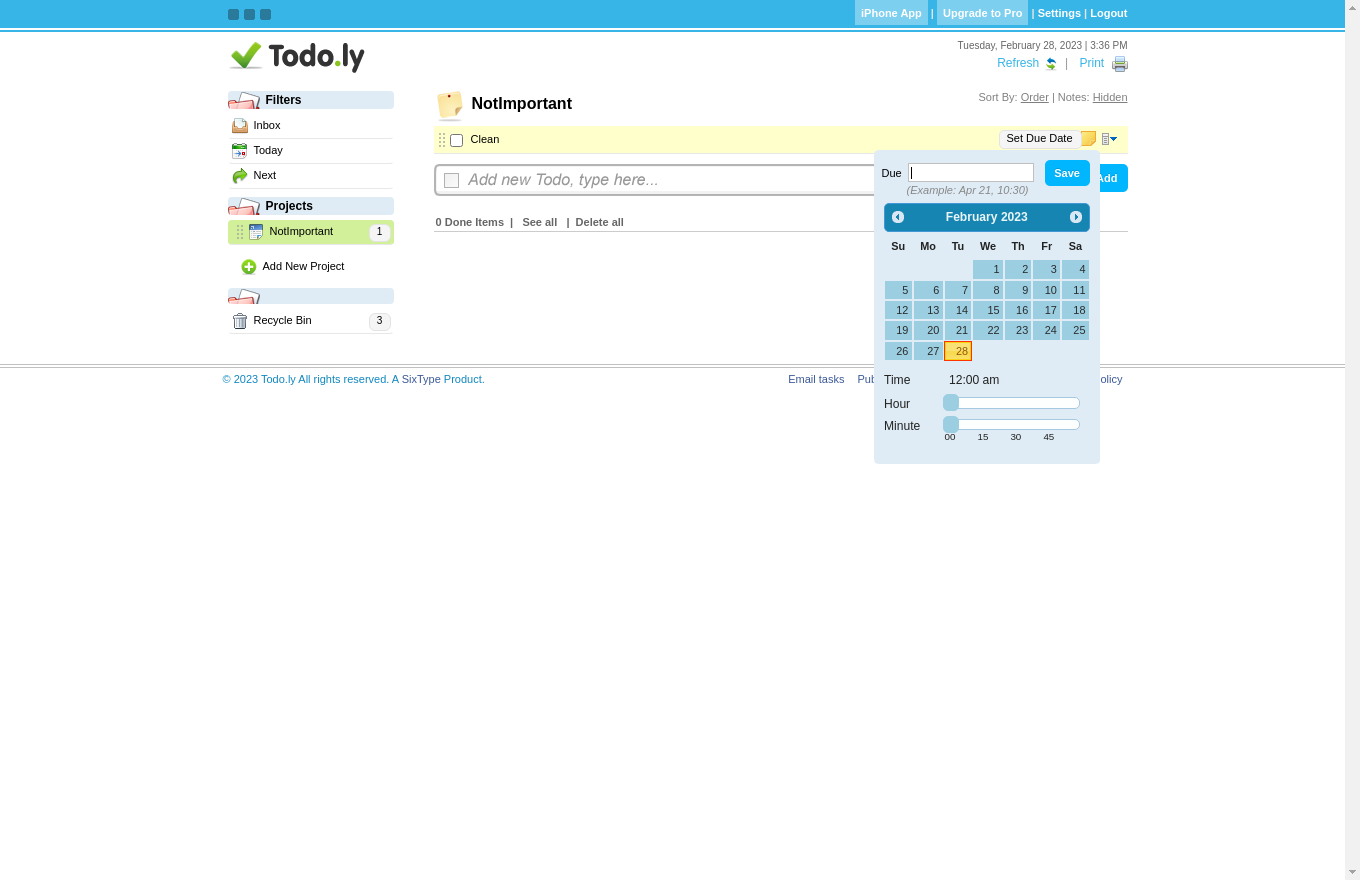 iPhone App | Upgrade to Pro | Settings | Logout
Todo.ly
Tuesday, February 28, 2023 | 3:36 PM
Refresh | Print
Filters
Inbox
Today
Next
Projects
NotImportant 1
Add New Project
Recycle Bin 3
NotImportant
Sort By: Order | Notes: Hidden
Clean
Set Due Date
Add new Todo, type here...
Add
0 Done Items | See all | Delete all
Due Save
(Example: Apr 21, 10:30)
February 2023
Su Mo Tu We Th Fr Sa
1 2 3 4
5 6 7 8 9 10 11
12 13 14 15 16 17 18
19 20 21 22 23 24 25
26 27 28
Time 12:00 am
Hour
Minute
00 15 30 45
© 2023 Todo.ly All rights reserved. A SixType Product.
Email tasks